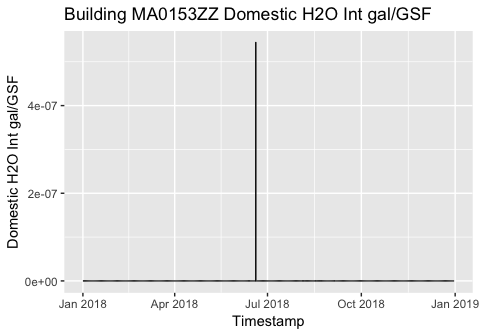 Building MA0153ZZ Domestic H2O Int gal/GSF
Domestic H2O Int gal/GSF
4e-07
2e-07
0e+00
Jan 2018 Apr 2018 Jul 2018 Oct 2018 Jan 2019
Timestamp